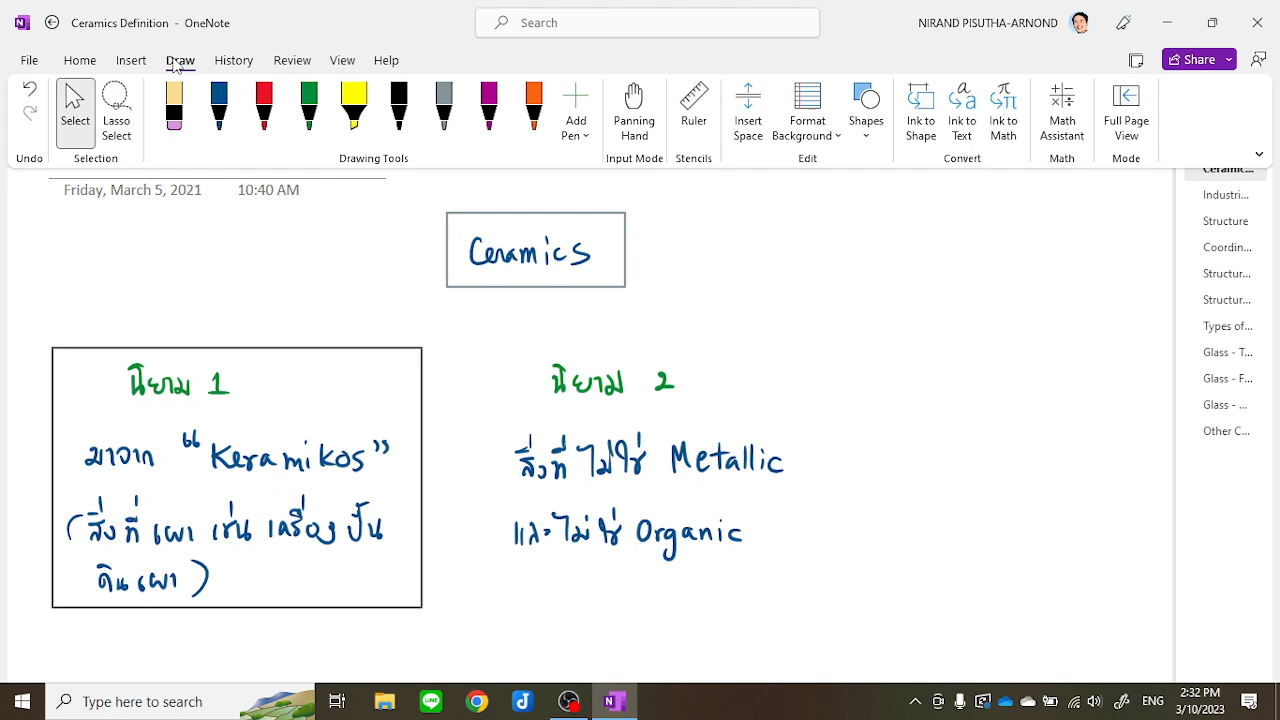 Ceramics Definition - OneNote
Search
NIRAND PISUTHA-ARNOND
File Home Insert Draw History Review View Help
Share
Undo
Select
Lasso Select
Add Pen
Panning Hand
Ruler
Insert Space
Format Background
Shapes
Ink to Shape
Ink to Text
Ink to Math
Math Assistant
Full Page View
Selection
Drawing Tools
Input Mode
Stencils
Edit
Convert
Math
Mode
Friday, March 5, 2021 10:40 AM
Ceramics
นิยาม 1
มาจาก "Keramikos"
(สิ่งที่เผา เช่น เครื่องปั้น
ดินเผา)
นิยาม 2
สิ่งที่ไม่ใช่ Metallic
และไม่ใช่ Organic
Ceramic...
Industri...
Structure
Coordin...
Structur...
Structur...
Types of...
Glass - T...
Glass - F...
Glass - ...
Other C...
Type here to search
ENG
2:32 PM
3/10/2023